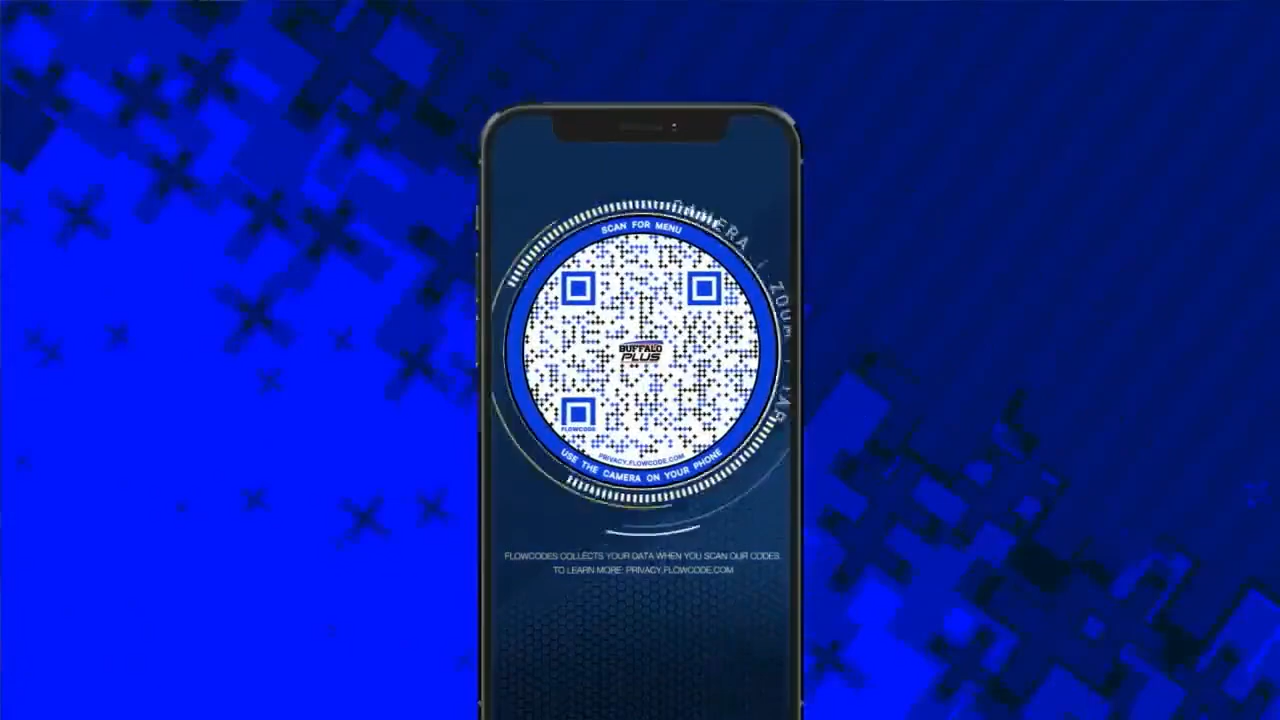 CAMERA | ZOOM | TAP
SCAN FOR MENU
BUFFALO
PLUS
FLOWCODE
PRIVACY.FLOWCODE.COM
USE THE CAMERA ON YOUR PHONE
FLOWCODES COLLECTS YOUR DATA WHEN YOU SCAN OUR CODES.
TO LEARN MORE: PRIVACY.FLOWCODE.COM